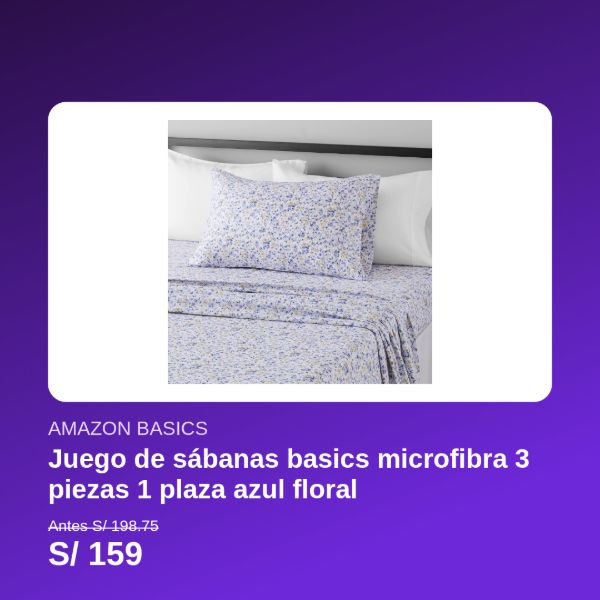 AMAZON BASICS
Juego de sábanas basics microfibra 3
piezas 1 plaza azul floral
Antes S/ 198.75
S/ 159